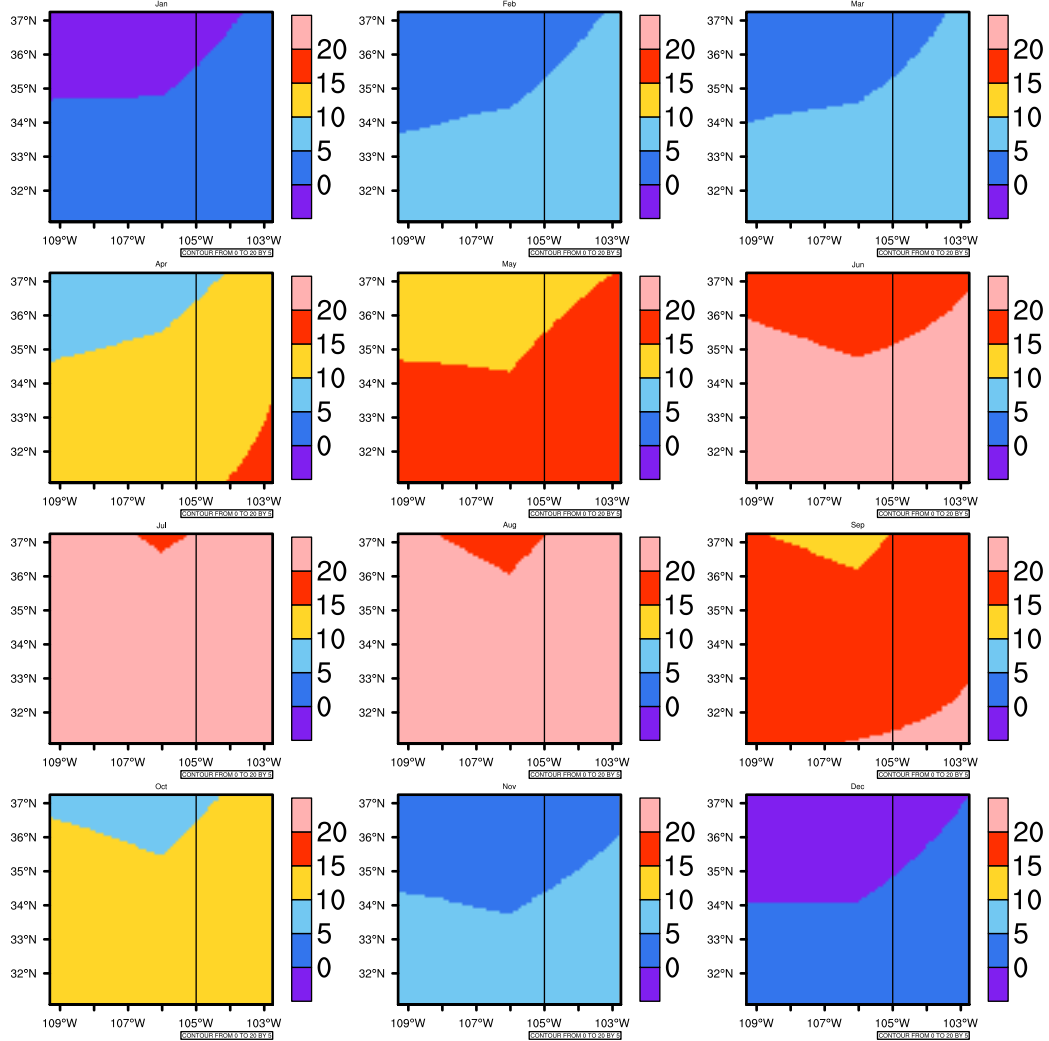 Jan Feb Mar
37°N 20 37°N 20 37°N 20
36°N 15 36°N 15 36°N 15
35°N 10 35°N 10 35°N 10
34°N 5 34°N 5 34°N 5
33°N 0 33°N 0 33°N 0
32°N 32°N 32°N
109°W 107°W 105°W 103°W 109°W 107°W 105°W 103°W 109°W 107°W 105°W 103°W
CONTOUR FROM 0 TO 20 BY 5 CONTOUR FROM 0 TO 20 BY 5 CONTOUR FROM 0 TO 20 BY 5
Apr May Jun
37°N 20 37°N 20 37°N 20
36°N 15 36°N 15 36°N 15
35°N 10 35°N 10 35°N 10
34°N 5 34°N 5 34°N 5
33°N 0 33°N 0 33°N 0
32°N 32°N 32°N
109°W 107°W 105°W 103°W 109°W 107°W 105°W 103°W 109°W 107°W 105°W 103°W
CONTOUR FROM 0 TO 20 BY 5 CONTOUR FROM 0 TO 20 BY 5 CONTOUR FROM 0 TO 20 BY 5
Jul Aug Sep
37°N 20 37°N 20 37°N 20
36°N 15 36°N 15 36°N 15
35°N 10 35°N 10 35°N 10
34°N 5 34°N 5 34°N 5
33°N 0 33°N 0 33°N 0
32°N 32°N 32°N
109°W 107°W 105°W 103°W 109°W 107°W 105°W 103°W 109°W 107°W 105°W 103°W
CONTOUR FROM 0 TO 20 BY 5 CONTOUR FROM 0 TO 20 BY 5 CONTOUR FROM 0 TO 20 BY 5
Oct Nov Dec
37°N 20 37°N 20 37°N 20
36°N 15 36°N 15 36°N 15
35°N 10 35°N 10 35°N 10
34°N 5 34°N 5 34°N 5
33°N 0 33°N 0 33°N 0
32°N 32°N 32°N
109°W 107°W 105°W 103°W 109°W 107°W 105°W 103°W 109°W 107°W 105°W 103°W
CONTOUR FROM 0 TO 20 BY 5 CONTOUR FROM 0 TO 20 BY 5 CONTOUR FROM 0 TO 20 BY 5